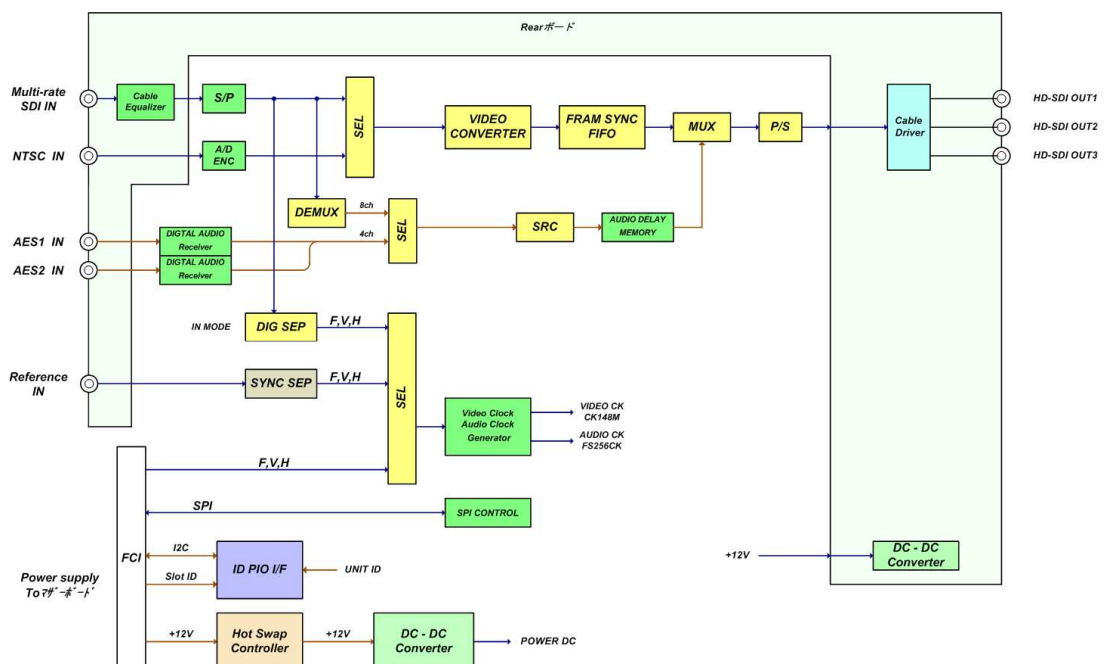 Rearボード
Multi-rate
SDI IN
Cable
Equalizer
S/P
SEL
VIDEO
CONVERTER
FRAM SYNC
FIFO
MUX
P/S
Cable
Driver
HD-SDI OUT1
HD-SDI OUT2
HD-SDI OUT3
NTSC IN
A/D
ENC
DEMUX
8ch
4ch
SEL
SRC
AUDIO DELAY
MEMORY
AES1 IN
DIGTAL AUDIO
Receiver
AES2 IN
DIGTAL AUDIO
Receiver
IN MODE
DIG SEP
F,V,H
Reference
IN
SYNC SEP
F,V,H
SEL
Video Clock
Audio Clock
Generator
VIDEO CK
CK148M
AUDIO CK
FS256CK
F,V,H
SPI
SPI CONTROL
FCI
I2C
Slot ID
ID PIO I/F
UNIT ID
+12V
DC - DC
Converter
Power supply
Toマザーボード
+12V
Hot Swap
Controller
+12V
DC - DC
Converter
POWER DC